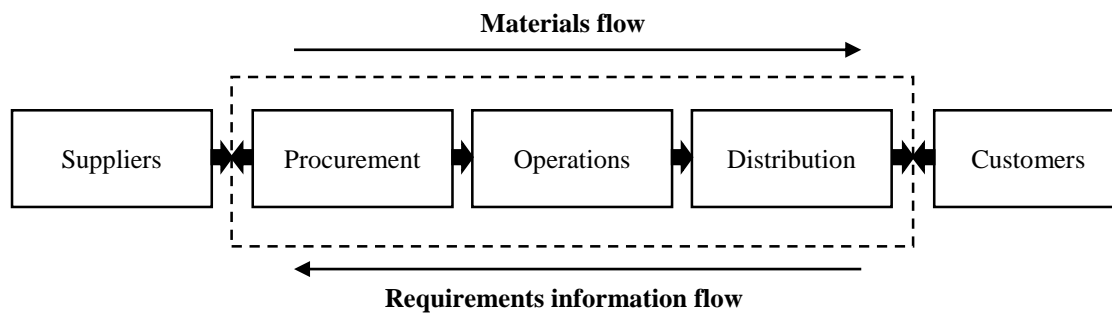 Materials flow
Suppliers
Procurement
Operations
Distribution
Customers
Requirements information flow